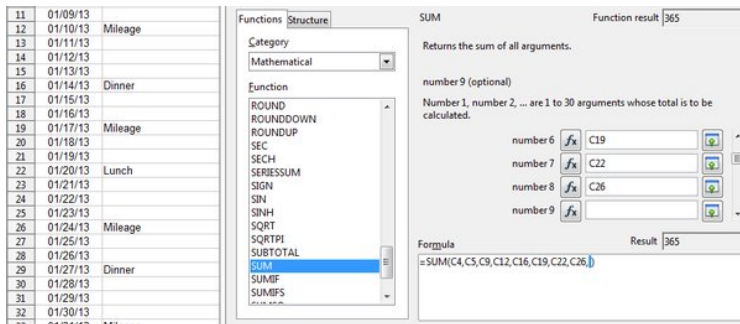 11 01/09/13
12 01/10/13 Mileage
13 01/11/13
14 01/12/13
15 01/13/13
16 01/14/13 Dinner
17 01/15/13
18 01/16/13
19 01/17/13 Mileage
20 01/18/13
21 01/19/13
22 01/20/13 Lunch
23 01/21/13
24 01/22/13
25 01/23/13
26 01/24/13 Mileage
27 01/25/13
28 01/26/13
29 01/27/13 Dinner
30 01/28/13
31 01/29/13
32 01/30/13
Functions Structure
Category
Mathematical
Function
ROUND
ROUNDDOWN
ROUNDUP
SEC
SECH
SERIESSUM
SIGN
SIN
SINH
SQRT
SQRTPI
SUBTOTAL
SUM
SUMIF
SUMIFS
SUM Function result 365
Returns the sum of all arguments.
number 9 (optional)
Number 1, number 2, ... are 1 to 30 arguments whose total is to be
calculated.
number 6 fx C19
number 7 fx C22
number 8 fx C26
number 9 fx
Formula Result 365
=SUM(C4,C5,C9,C12,C16,C19,C22,C26,)